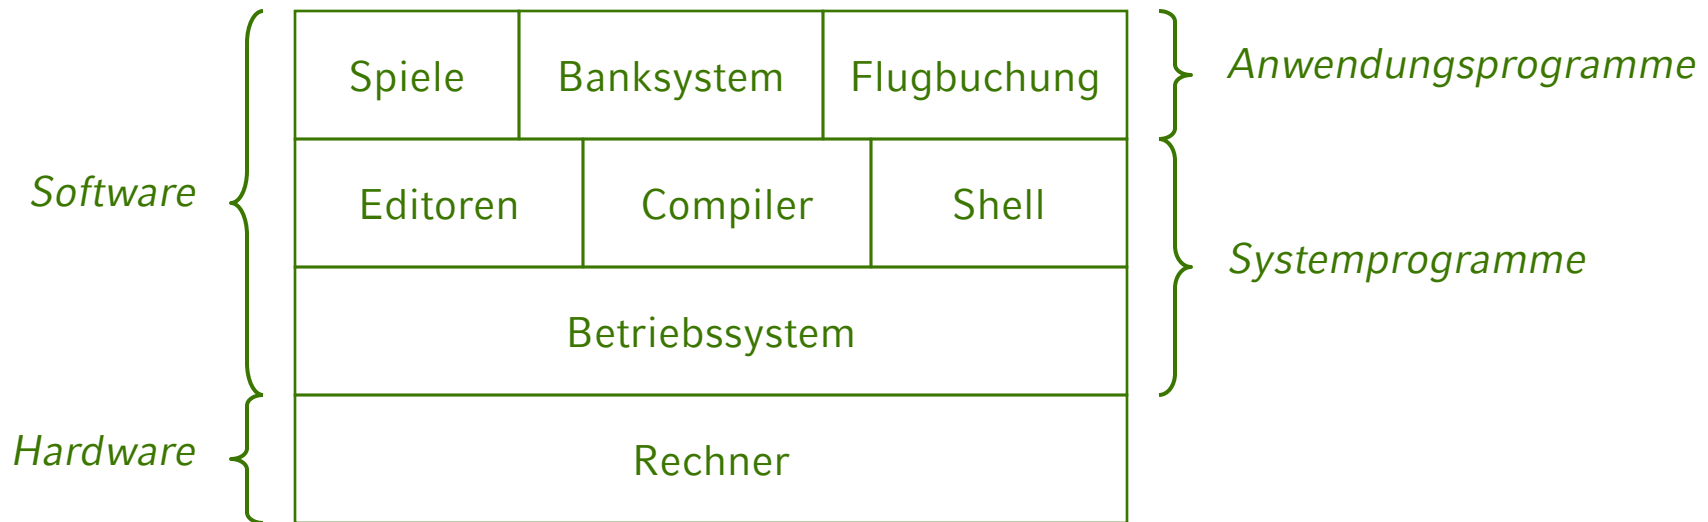 Spiele Banksystem Flugbuchung Anwendungsprogramme
Software
Editoren Compiler Shell
Systemprogramme
Betriebssystem
Hardware
Rechner